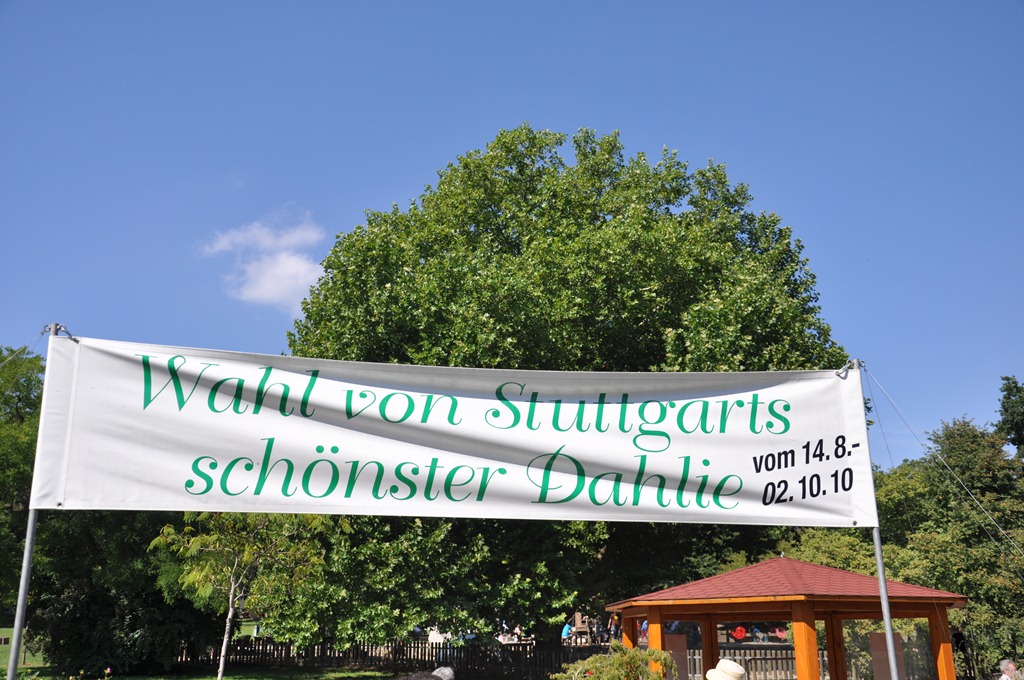 Wahl von Stuttgarts
schönster Dahlie
vom 14.8.-
02.10.10